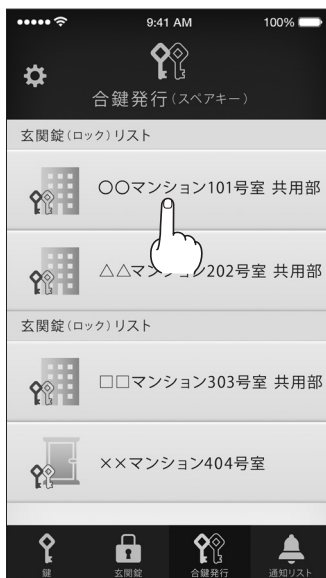 9:41 AM 100%
合鍵発行(スペアキー)
玄関錠(ロック)リスト
○○マンション101号室 共用部
△△マンション202号室 共用部
玄関錠(ロック)リスト
□□マンション303号室 共用部
××マンション404号室
鍵 玄関錠 合鍵発行 通知リスト